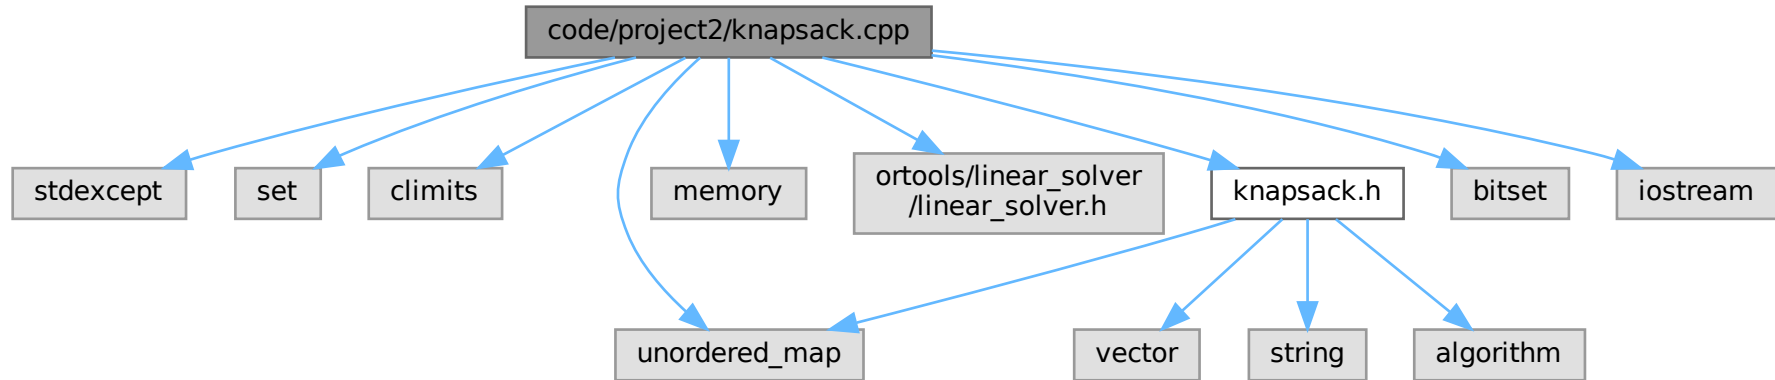 code/project2/knapsack.cpp
stdexcept
set
climits
memory
ortools/linear_solver
/linear_solver.h
knapsack.h
bitset
iostream
unordered_map
vector
string
algorithm